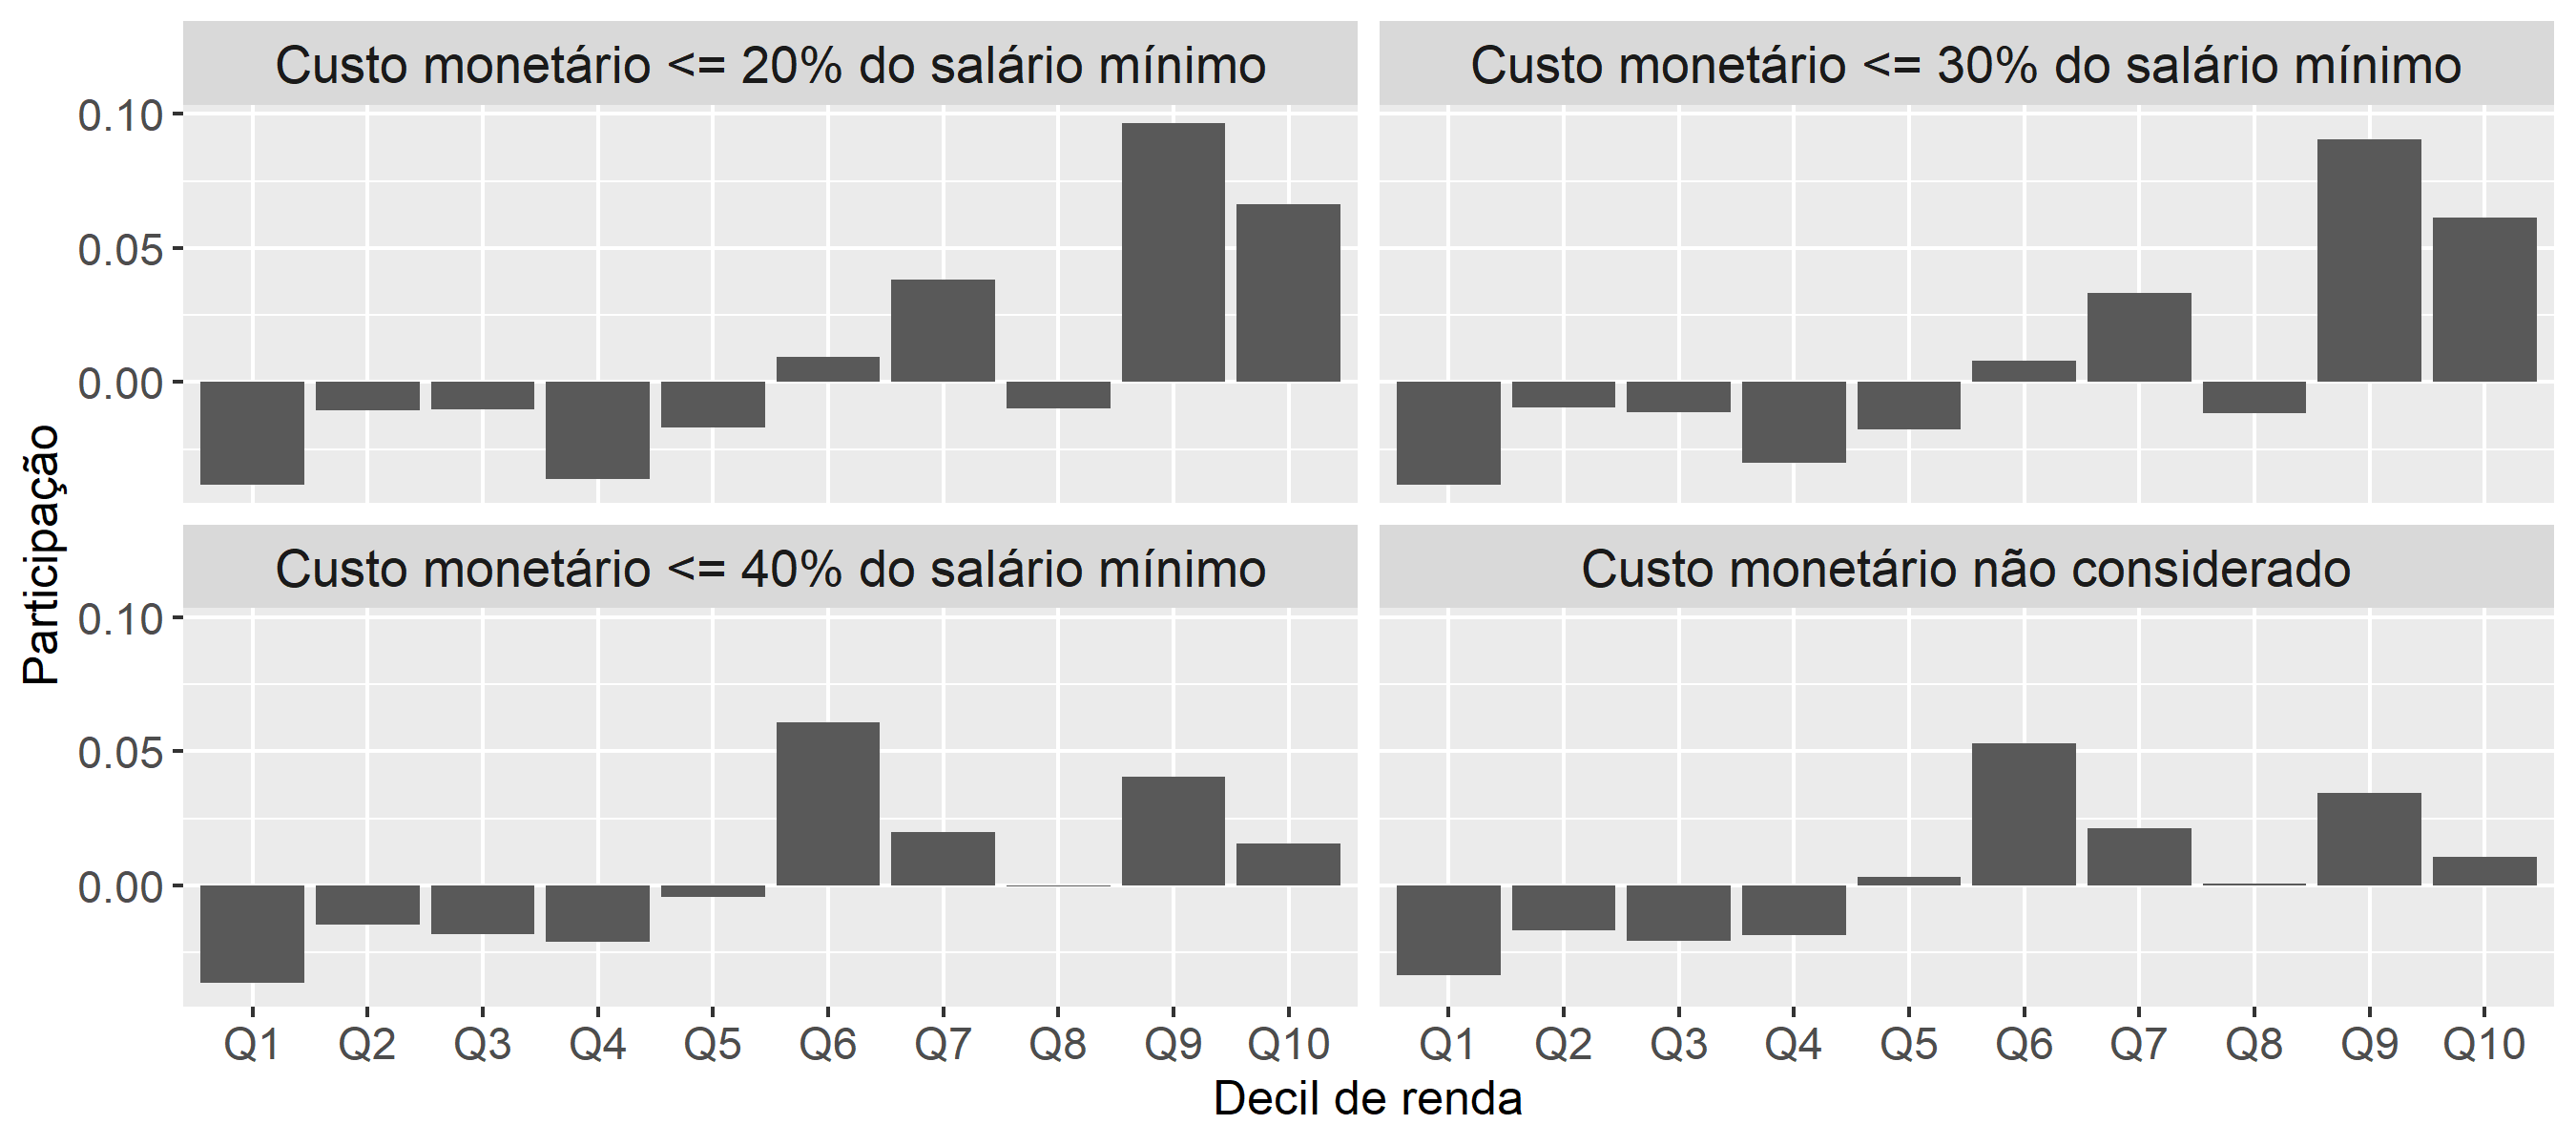 Custo monetário <= 20% do salário mínimo
Custo monetário <= 30% do salário mínimo
0.10
0.05
0.00
Custo monetário <= 40% do salário mínimo
Custo monetário não considerado
0.10
0.05
0.00
Participação
Q1 Q2 Q3 Q4 Q5 Q6 Q7 Q8 Q9 Q10
Q1 Q2 Q3 Q4 Q5 Q6 Q7 Q8 Q9 Q10
Decil de renda